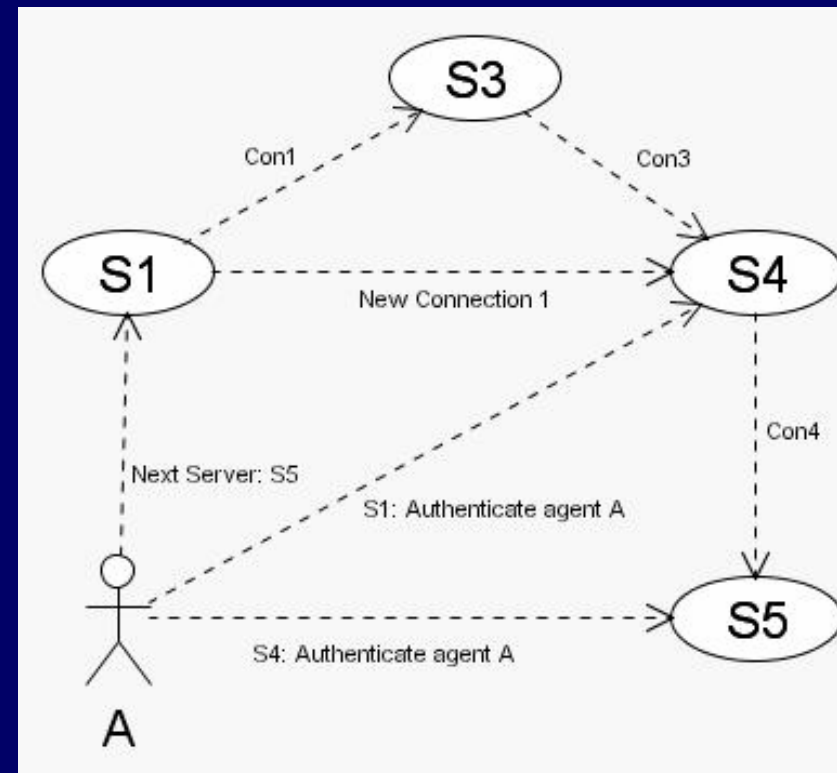 S3
Con1
Con3
S1
S4
New Connection 1
Con4
Next Server: S5
S1: Authenticate agent A
S5
S4: Authenticate agent A
A